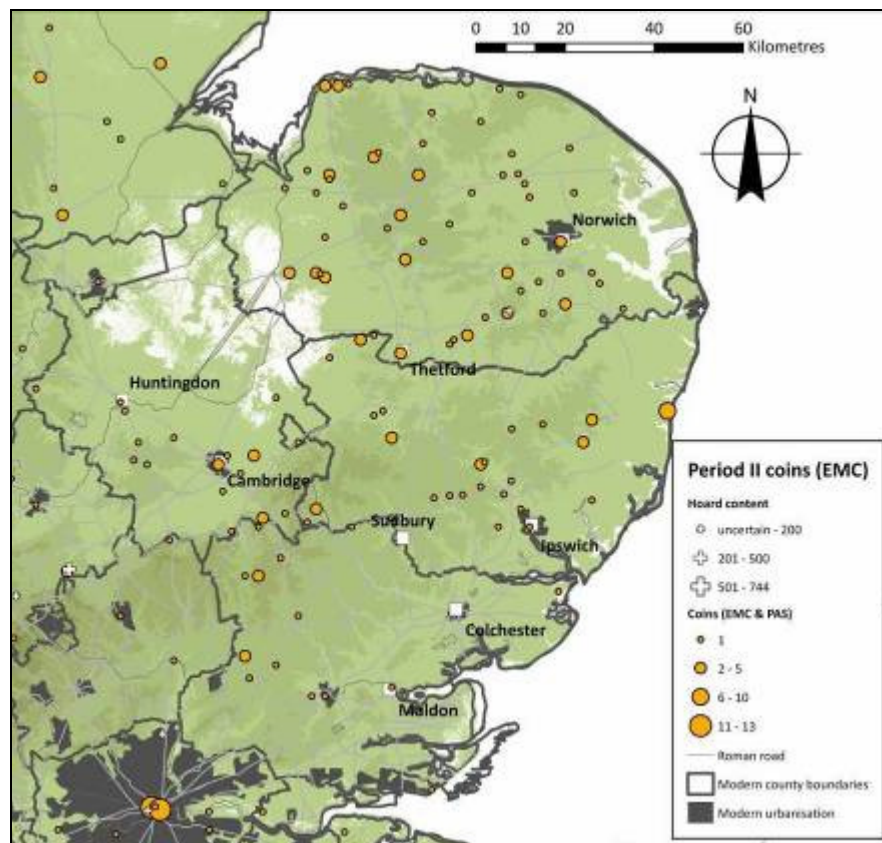 0 20 40 60
Kilometres
N
Norwich
Thetford
Huntingdon
Cambridge
Sudbury
Ipswich
Colchester
Maldon
Period II coins (EMC)
Hoard content
uncertain - 200
201 - 500
501 - 744
Coins (EMC & PAS)
1
2 - 5
6 - 10
11 - 13
Roman road
Modern county boundaries
Modern urbanisation